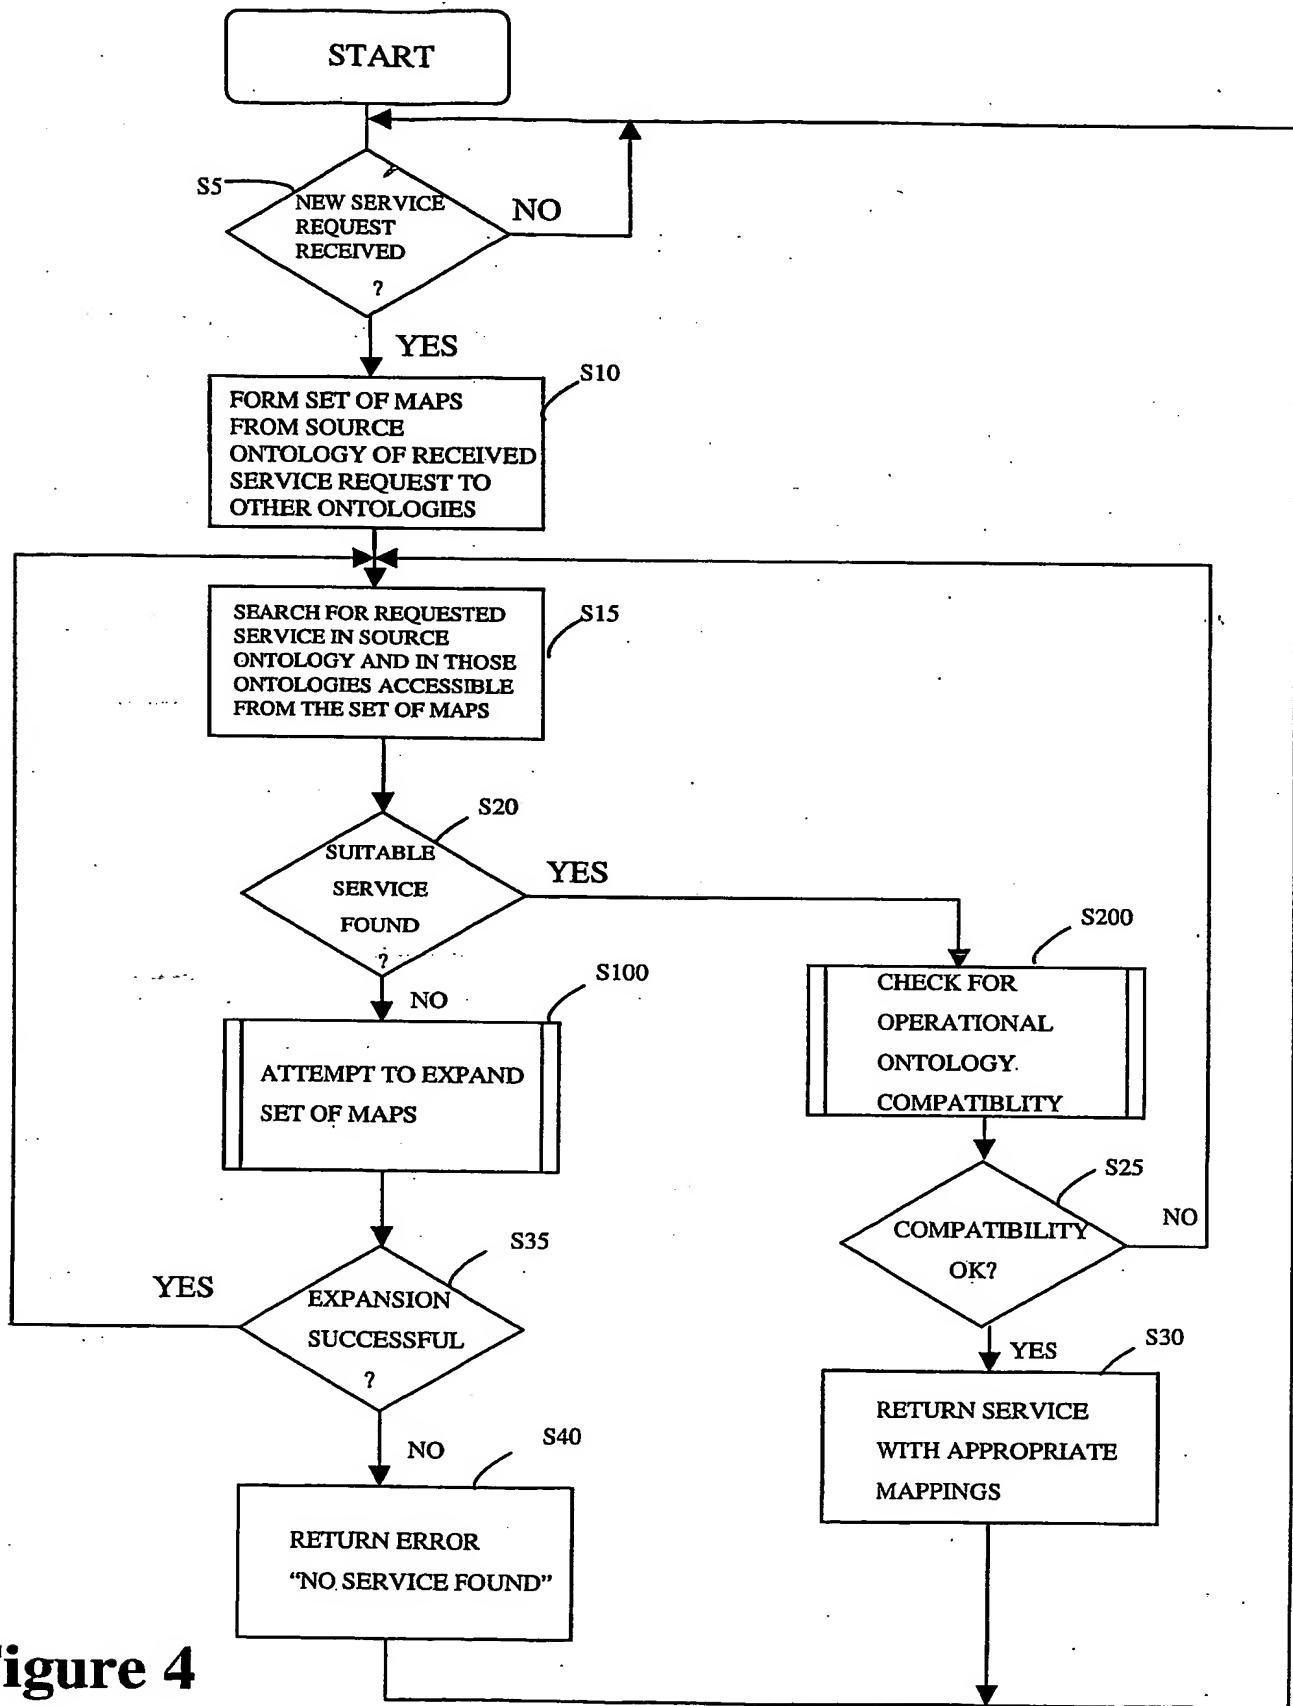 START
S5
NEW SERVICE
REQUEST
RECEIVED
?
NO
YES
S10
FORM SET OF MAPS
FROM SOURCE
ONTOLOGY OF RECEIVED
SERVICE REQUEST TO
OTHER ONTOLOGIES
S15
SEARCH FOR REQUESTED
SERVICE IN SOURCE
ONTOLOGY AND IN THOSE
ONTOLOGIES ACCESSIBLE
FROM THE SET OF MAPS
S20
SUITABLE
SERVICE
FOUND
?
YES
NO
S200
CHECK FOR
OPERATIONAL
ONTOLOGY
COMPATIBLITY
S100
ATTEMPT TO EXPAND
SET OF MAPS
S25
COMPATIBILITY
OK?
NO
YES
S35
EXPANSION
SUCCESSFUL
?
YES
NO
S30
RETURN SERVICE
WITH APPROPRIATE
MAPPINGS
S40
RETURN ERROR
“NO SERVICE FOUND”
igure 4